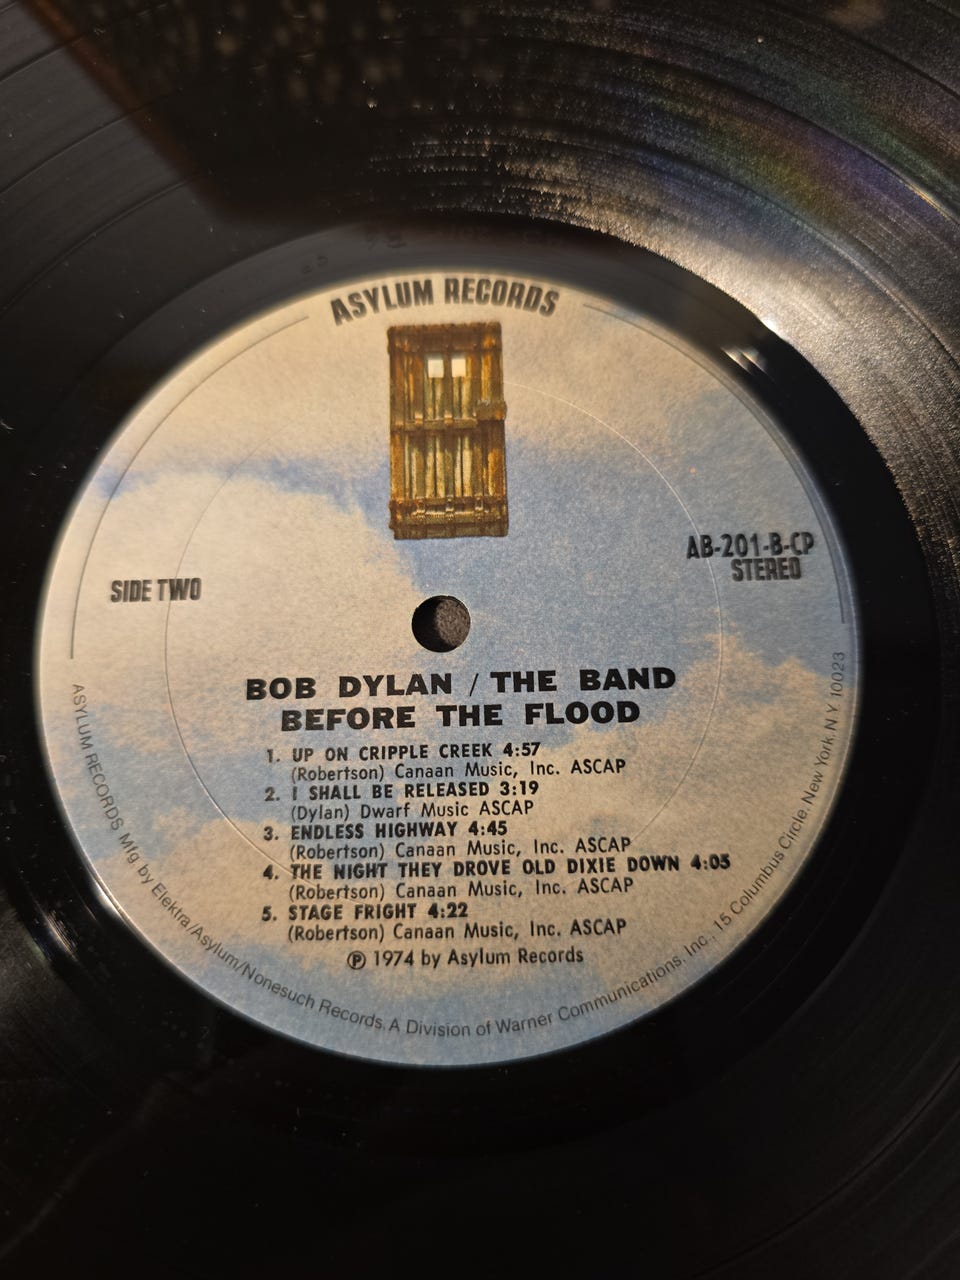 ASYLUM RECORDS
AB-201-B-CP
STEREO
SIDE TWO
BOB DYLAN / THE BAND
BEFORE THE FLOOD
1. UP ON CRIPPLE CREEK 4:57
(Robertson) Canaan Music, Inc. ASCAP
2. I SHALL BE RELEASED 3:19
(Dylan) Dwarf Music ASCAP
3. ENDLESS HIGHWAY 4:45
(Robertson) Canaan Music, Inc. ASCAP
4. THE NIGHT THEY DROVE OLD DIXIE DOWN 4:05
(Robertson) Canaan Music, Inc. ASCAP
5. STAGE FRIGHT 4:22
(Robertson) Canaan Music, Inc. ASCAP
℗ 1974 by Asylum Records
ASYLUM RECORDS Mfg by Elektra/Asylum/Nonesuch Records. A Division of Warner Communications, Inc., 15 Columbus Circle, New York N Y 10023